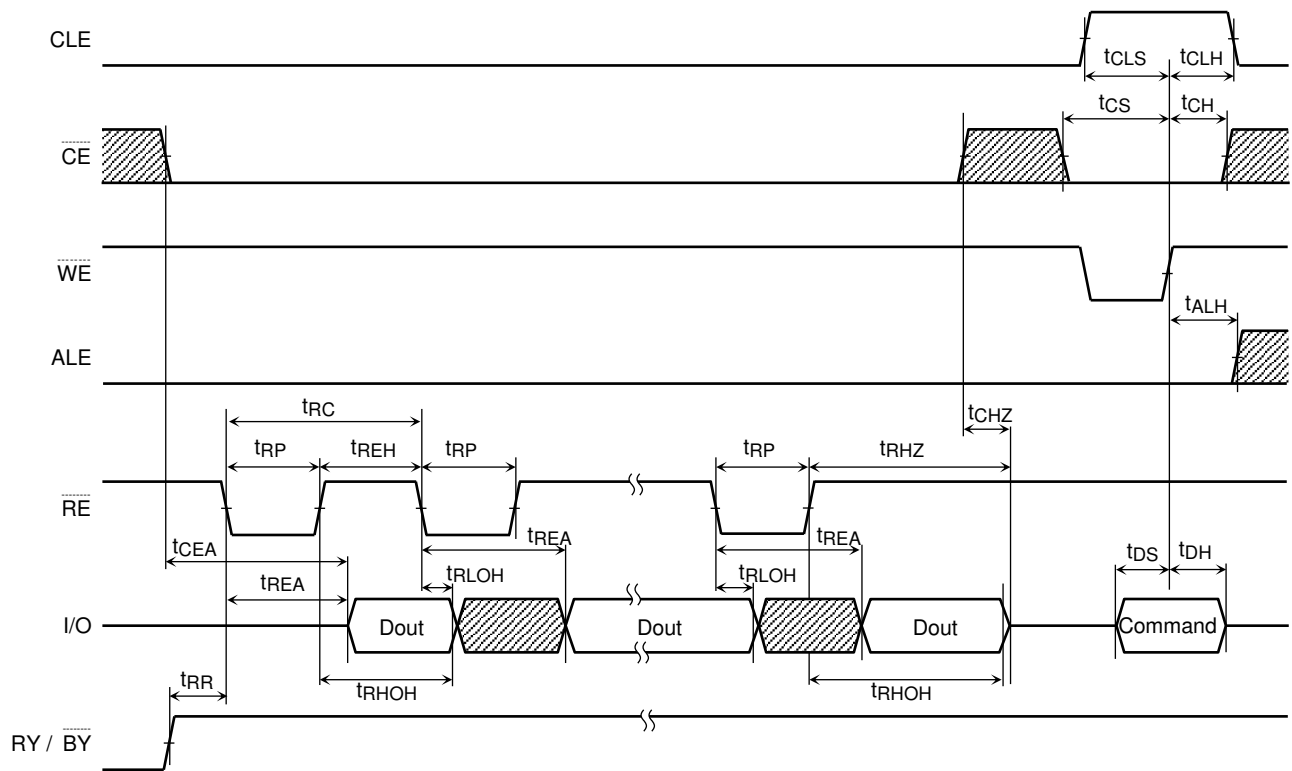 CLE
tCLS tCLH
tCS tCH
CE
WE
tALH
ALE
tRC
tCHZ
tRP tREH tRP tRP tRHZ
RE
tCEA tREA tREA tDS tDH
tREA tRLOH tRLOH
I/O Dout Dout Dout Command
tRR tRHOH tRHOH
RY / BY